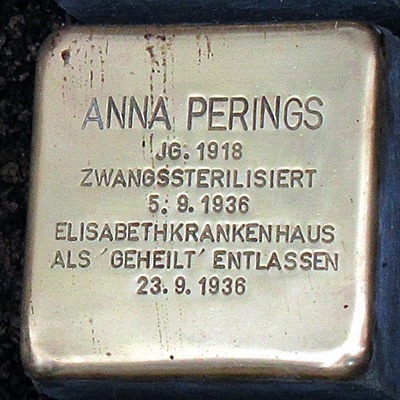 ANNA PERINGS
JG. 1918
ZWANGSSTERILISIERT
5. 9. 1936
ELISABETHKRANKENHAUS
ALS 'GEHEILT' ENTLASSEN
23. 9. 1936